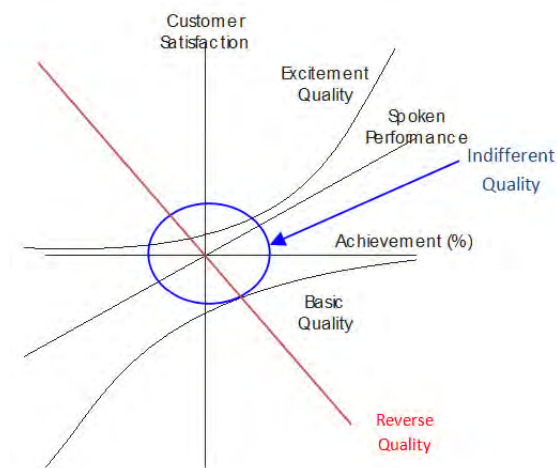 Customer
Satisfaction
Excitement
Quality
Spoken
Performance
Indifferent
Quality
Achievement (%)
Basic
Quality
Reverse
Quality